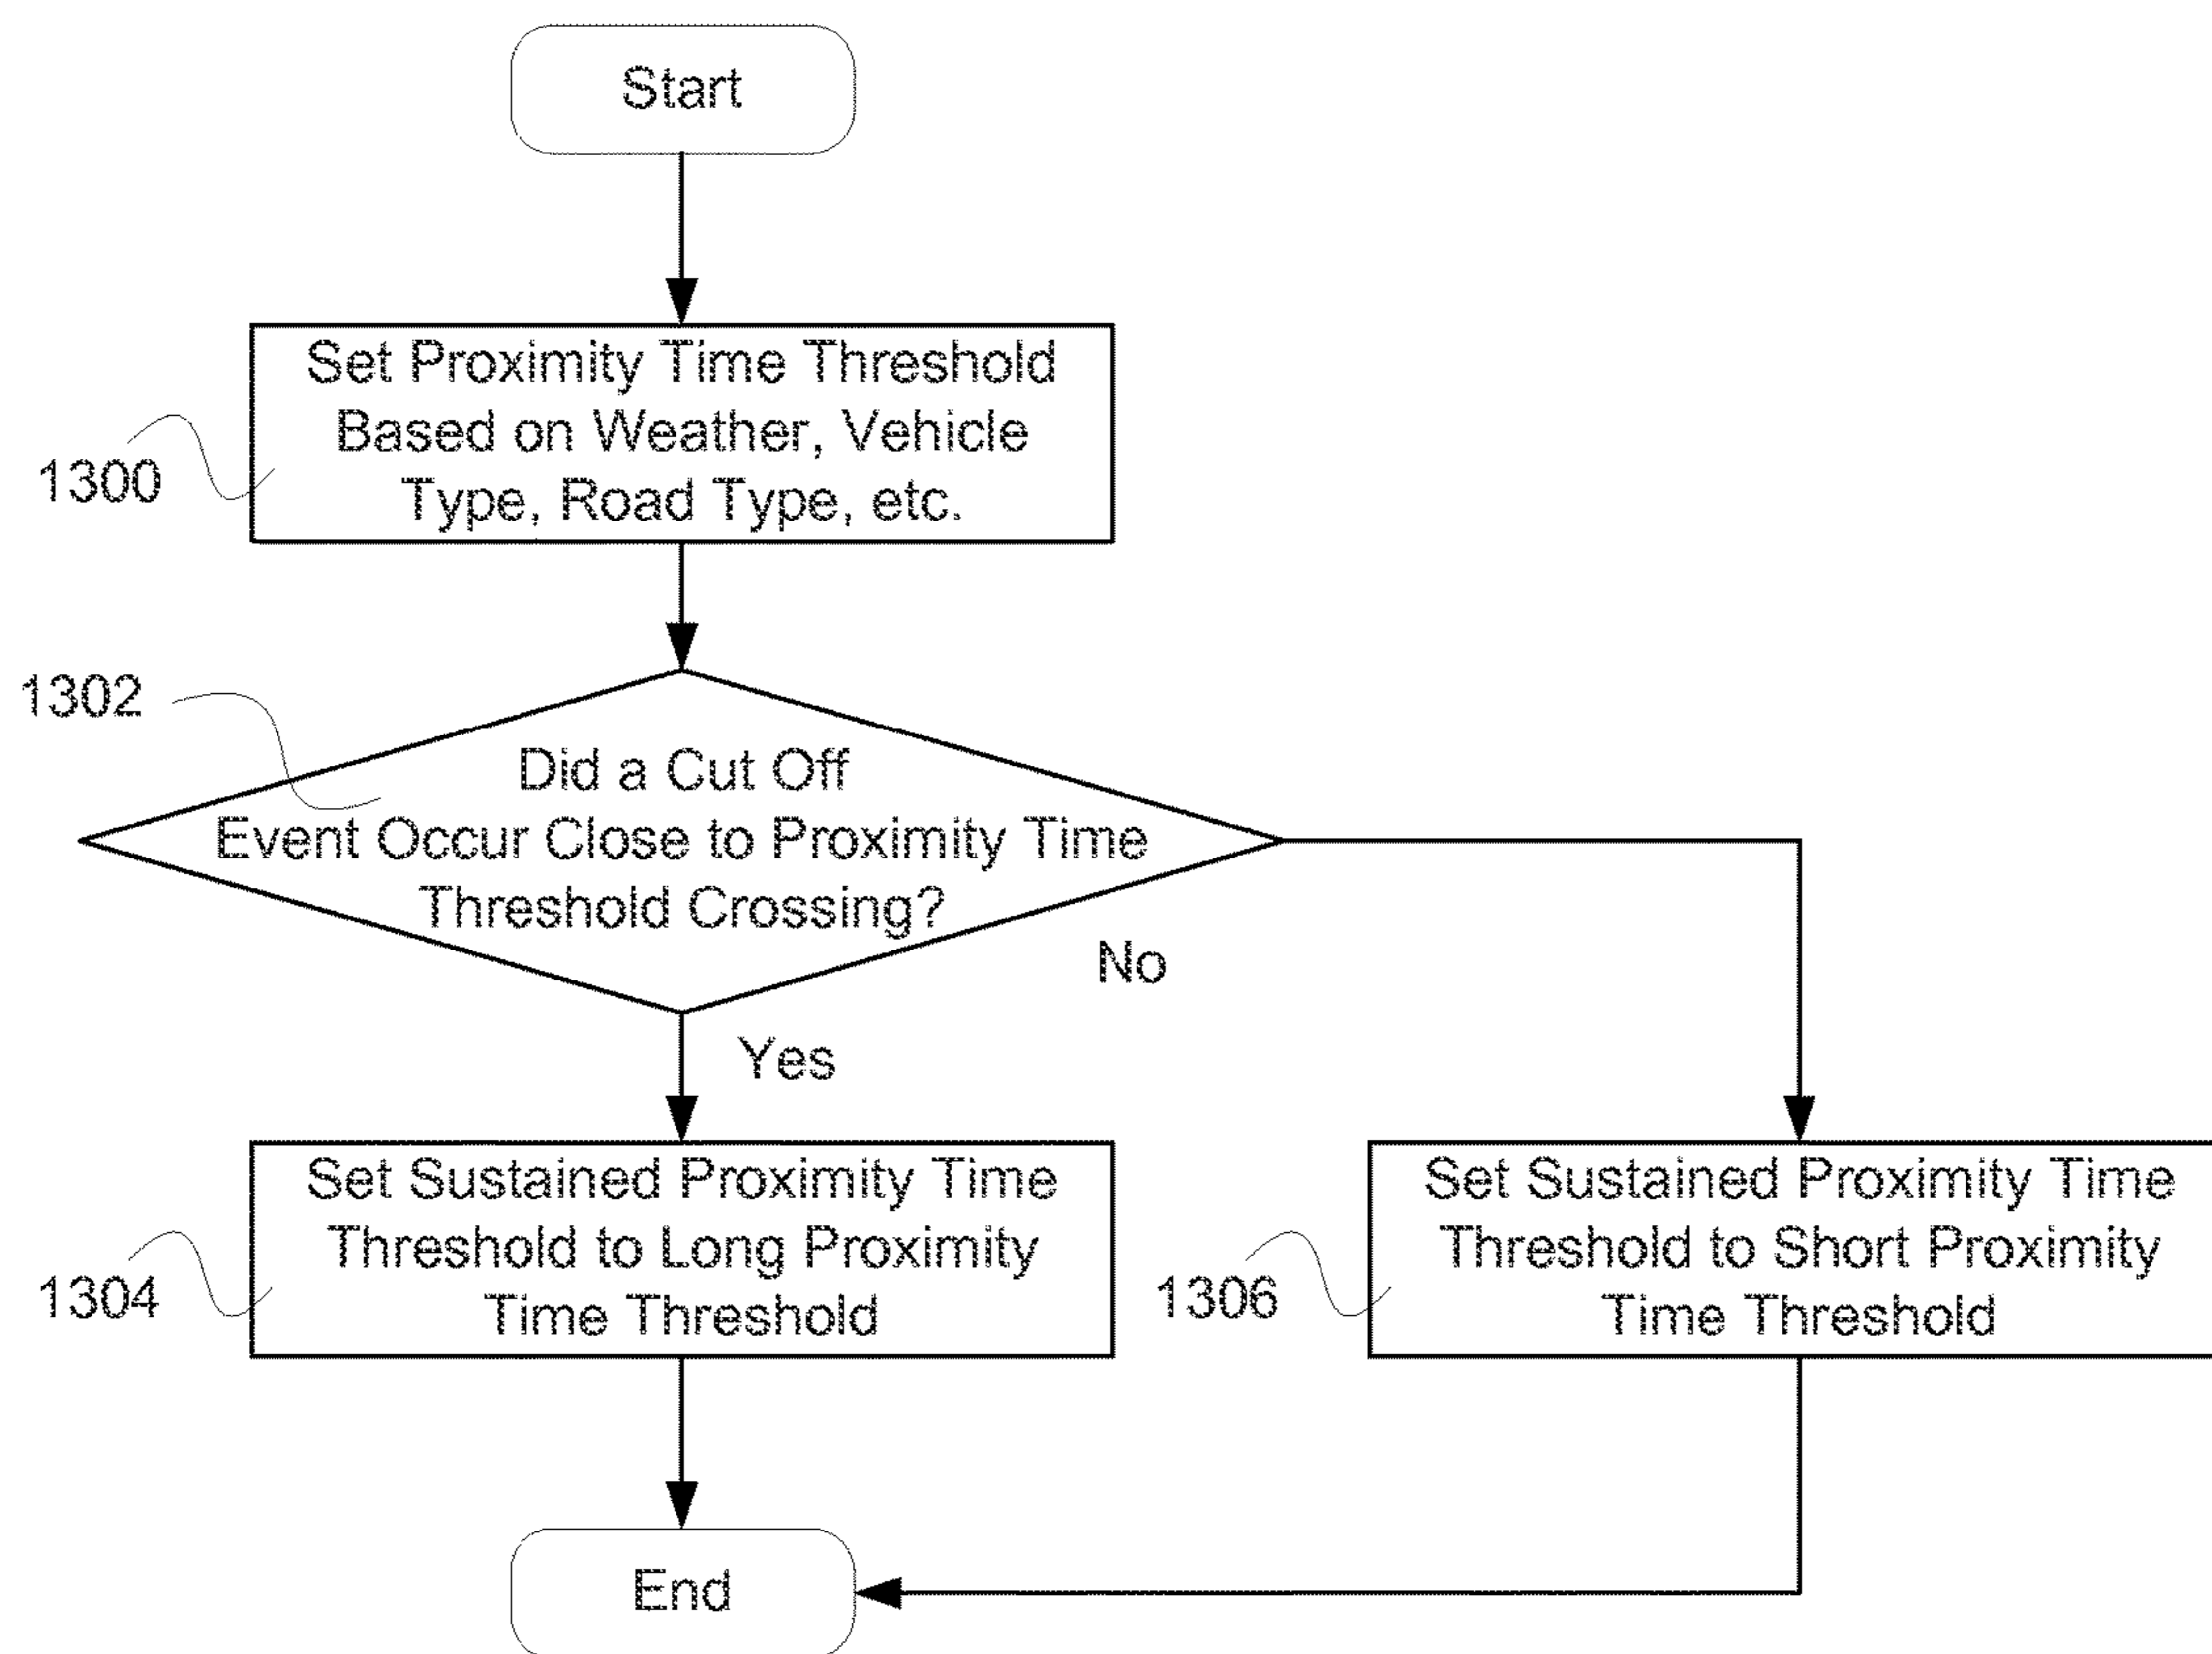 Start
Set Proximity Time Threshold
Based on Weather, Vehicle
Type, Road Type, etc.
1300
1302
Did a Cut Off
Event Occur Close to Proximity Time
Threshold Crossing?
No
Yes
Set Sustained Proximity Time
Threshold to Long Proximity
Time Threshold
1304
Set Sustained Proximity Time
Threshold to Short Proximity
Time Threshold
1306
End